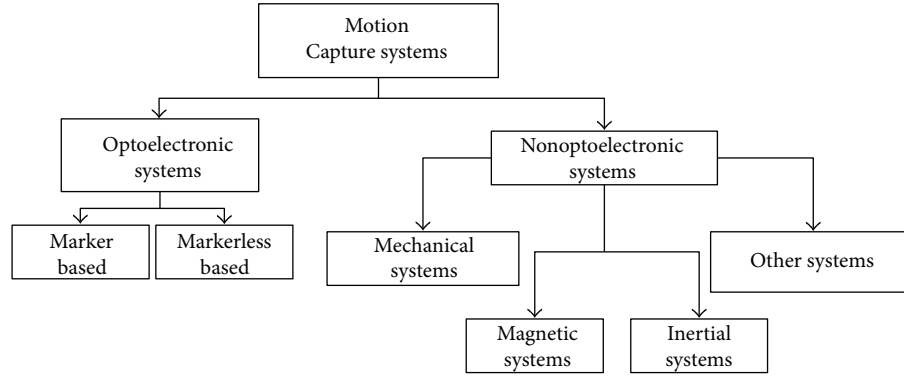 Motion
Capture systems
Optoelectronic
systems
Nonoptoelectronic
systems
Marker
based
Markerless
based
Mechanical
systems
Other systems
Magnetic
systems
Inertial
systems